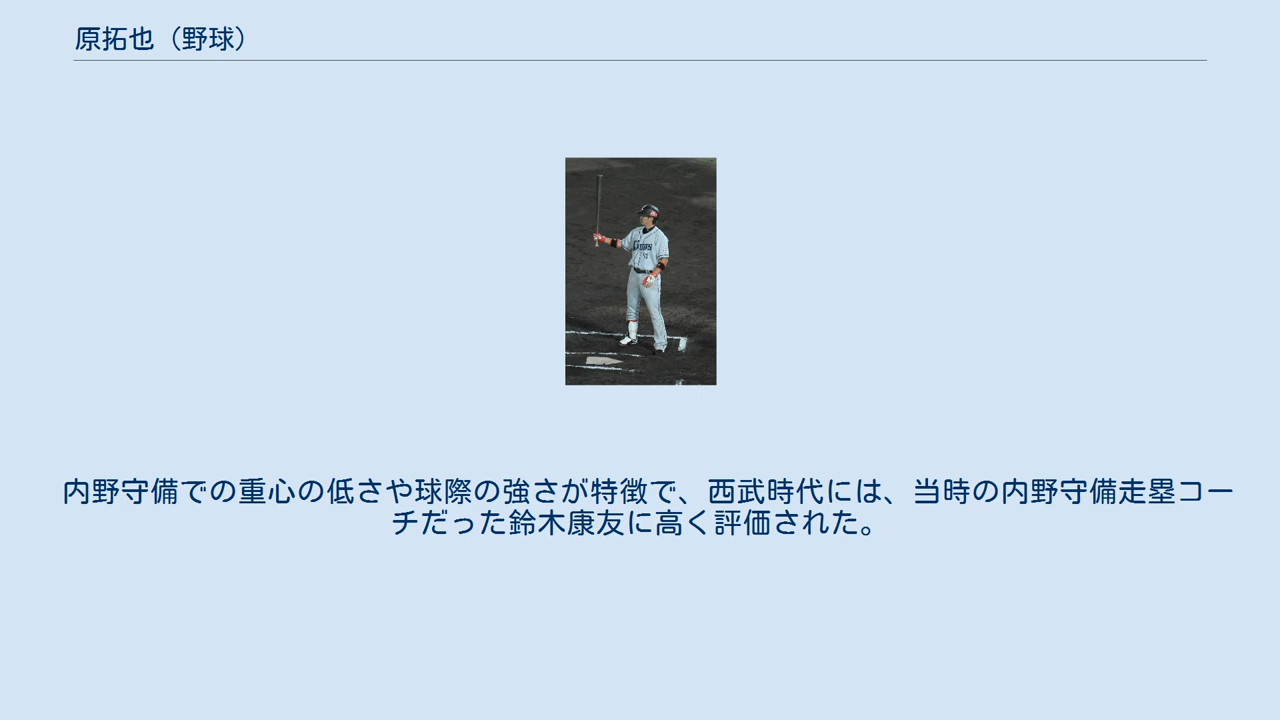 原拓也（野球）
内野守備での重心の低さや球際の強さが特徴で、西武時代には、当時の内野守備走塁コー
チだった鈴木康友に高く評価された。